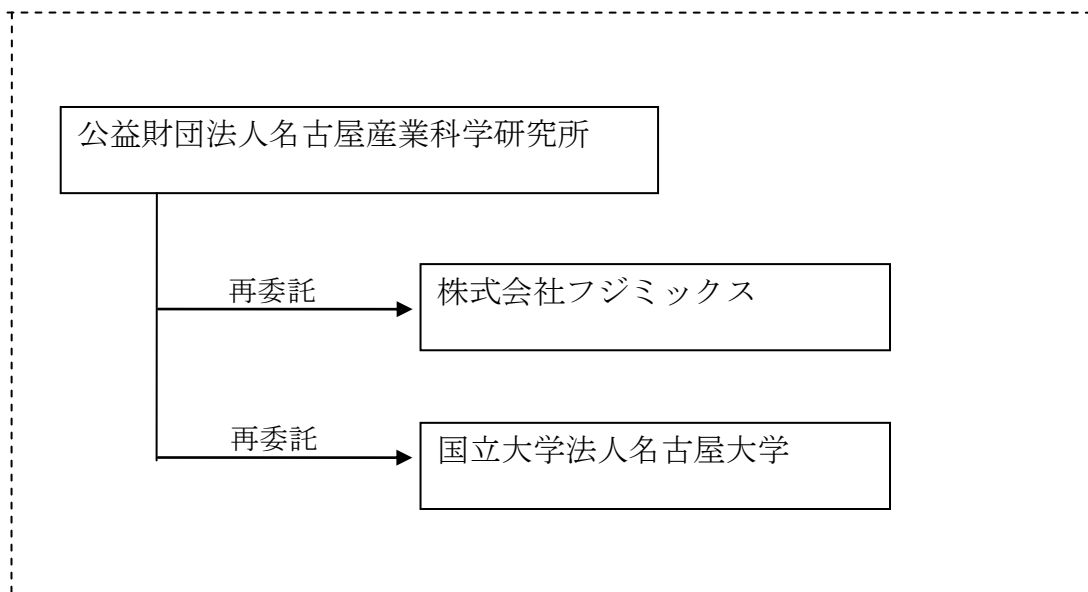 公益財団法人名古屋産業科学研究所
再委託
株式会社フジミックス
再委託
国立大学法人名古屋大学